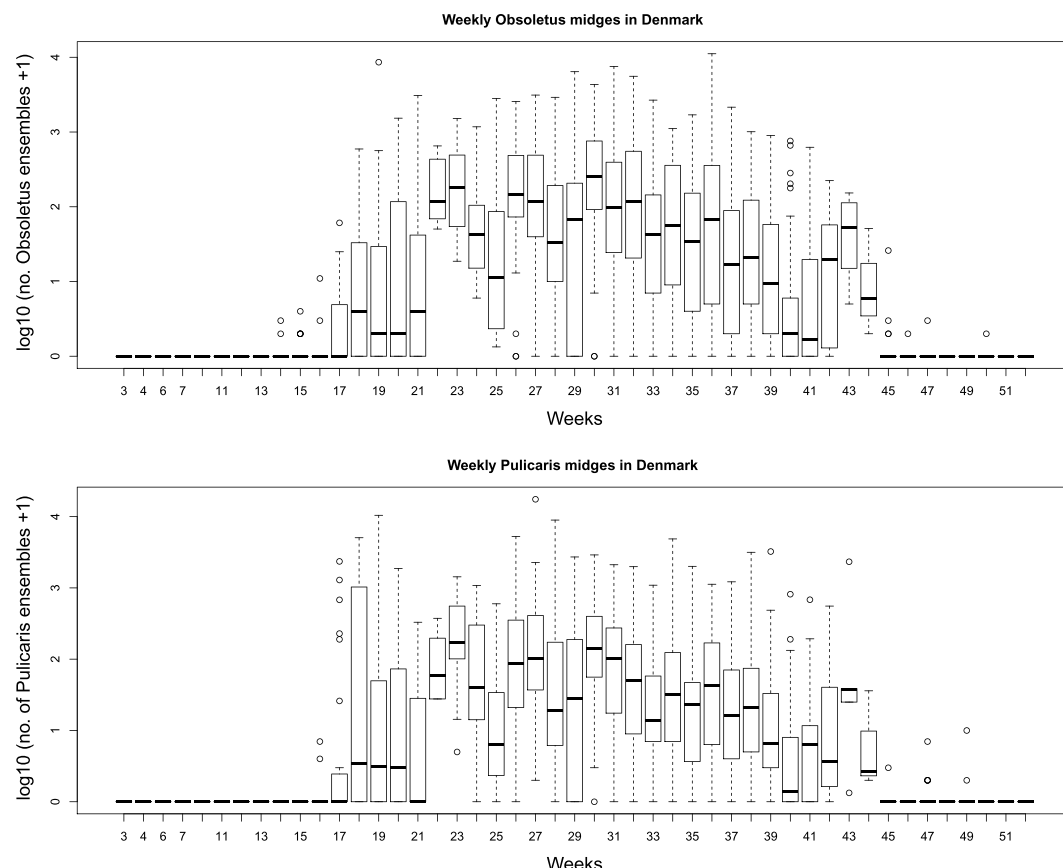 Weekly Obsoletus midges in Denmark
log10 (no. Obsoletus ensembles +1)
4
3
2
1
0
3 4 6 7 11 13 15 17 19 21 23 25 27 29 31 33 35 37 39 41 43 45 47 49 51
Weeks
Weekly Pulicaris midges in Denmark
log10 (no. of Pulicaris ensembles +1)
4
3
2
1
0
3 4 6 7 11 13 15 17 19 21 23 25 27 29 31 33 35 37 39 41 43 45 47 49 51
Weeks